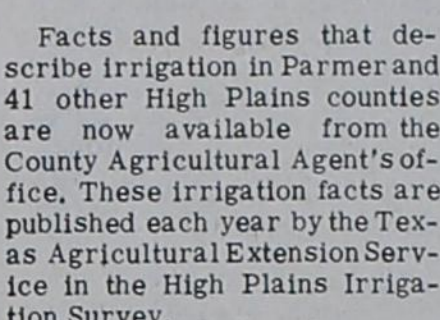 Facts and figures that de-
scribe irrigation in Parmer and
41 other High Plains counties
are now available from the
County Agricultural Agent's of-
fice. These irrigation facts are
published each year by the Tex-
as Agricultural Extension Serv-
ice in the High Plains Irriga-
tion Survey